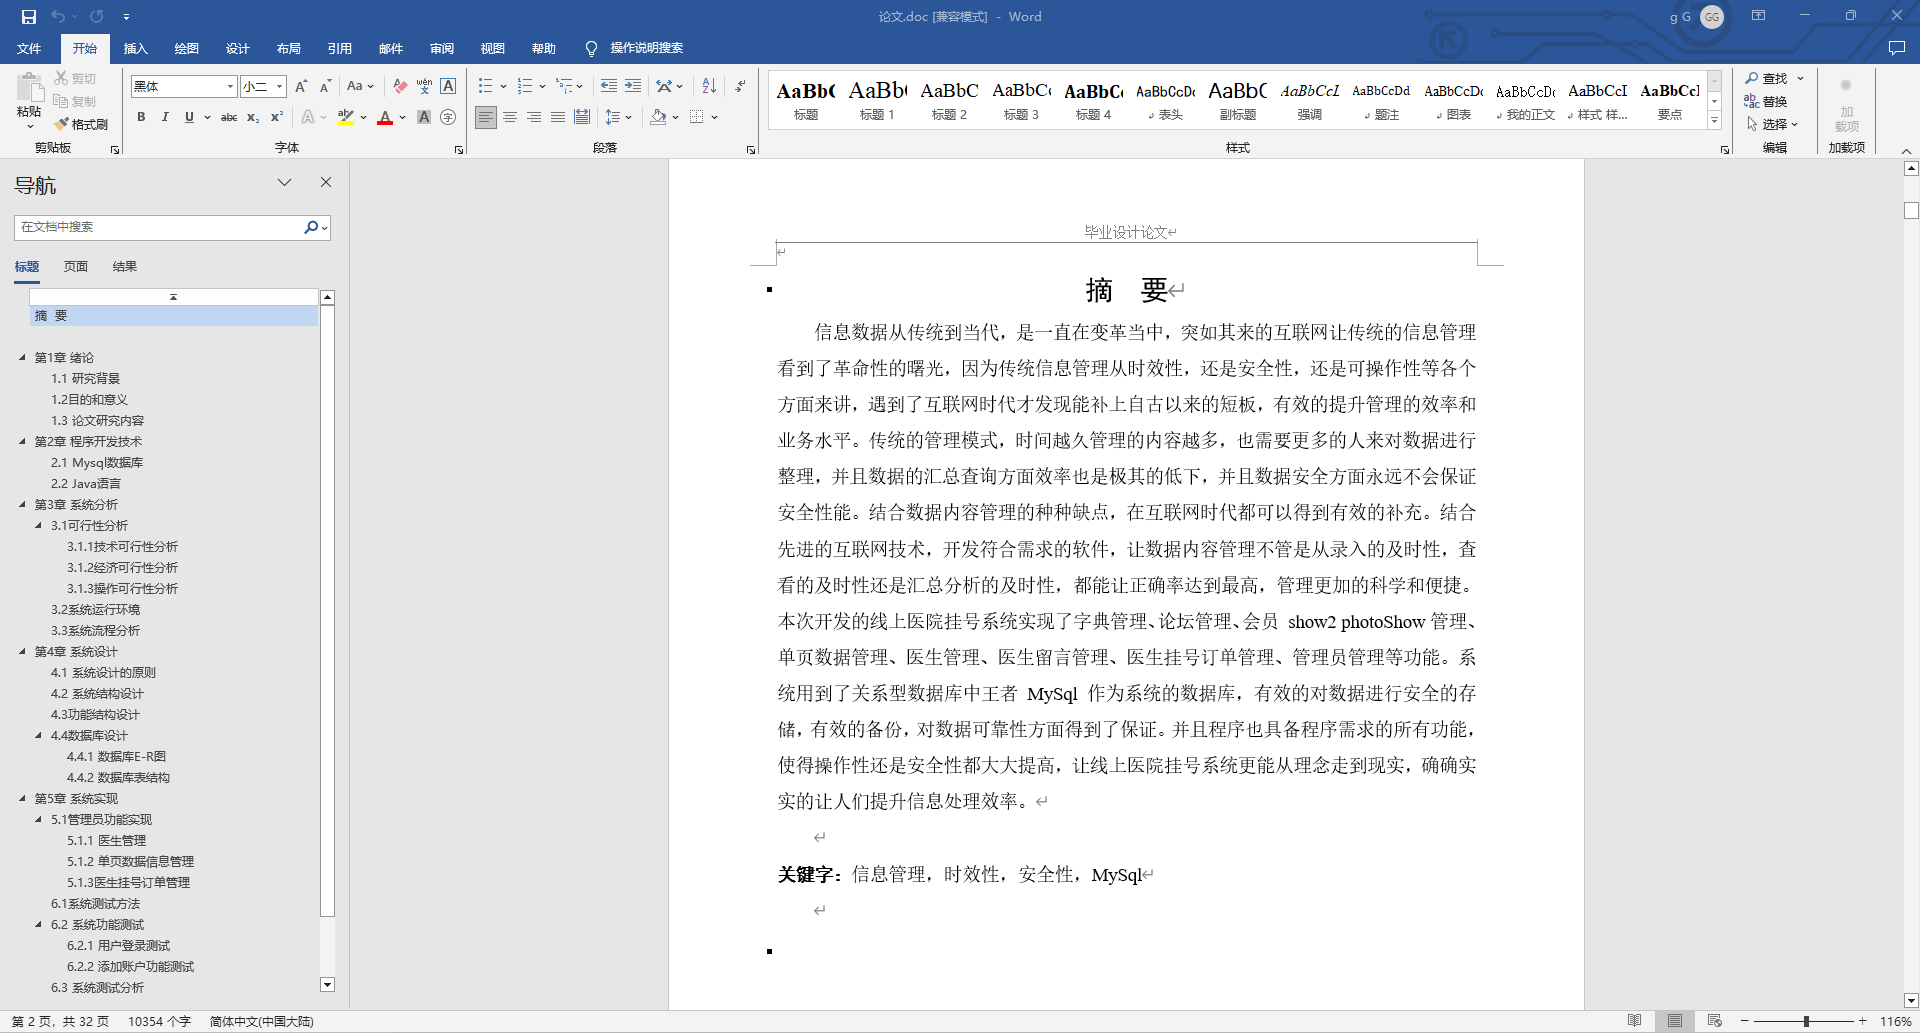 论文.doc [兼容模式] - Word
g G
GG
文件 开始 插入 绘图 设计 布局 引用 邮件 审阅 视图 帮助 操作说明搜索
粘贴
剪切
复制
格式刷
剪贴板
黑体 小二
字体
段落
AaBb( AaBb( AaBbC AaBbC( AaBbC( AaBbCcDc AaBbC AaBbCcL AaBbCcDd AaBbCcDc AaBbCcDc AaBbCcI AaBbCcl
标题 标题 1 标题 2 标题 3 标题 4 表头 副标题 强调 题注 图表 我的正文 样式 样... 要点
样式
查找
替换
选择
编辑
加载项
加载项
导航
在文档中搜索
标题 页面 结果
摘 要
第1章 绪论
1.1 研究背景
1.2目的和意义
1.3 论文研究内容
第2章 程序开发技术
2.1 Mysql数据库
2.2 Java语言
第3章 系统分析
3.1可行性分析
3.1.1技术可行性分析
3.1.2经济可行性分析
3.1.3操作可行性分析
3.2系统运行环境
3.3系统流程分析
第4章 系统设计
4.1 系统设计的原则
4.2 系统结构设计
4.3功能结构设计
4.4数据库设计
4.4.1 数据库E-R图
4.4.2 数据库表结构
第5章 系统实现
5.1管理员功能实现
5.1.1 医生管理
5.1.2 单页数据信息管理
5.1.3医生挂号订单管理
6.1系统测试方法
6.2 系统功能测试
6.2.1 用户登录测试
6.2.2 添加账户功能测试
6.3 系统测试分析
毕业设计论文
摘 要
信息数据从传统到当代，是一直在变革当中，突如其来的互联网让传统的信息管理
看到了革命性的曙光，因为传统信息管理从时效性，还是安全性，还是可操作性等各个
方面来讲，遇到了互联网时代才发现能补上自古以来的短板，有效的提升管理的效率和
业务水平。传统的管理模式，时间越久管理的内容越多，也需要更多的人来对数据进行
整理，并且数据的汇总查询方面效率也是极其的低下，并且数据安全方面永远不会保证
安全性能。结合数据内容管理的种种缺点，在互联网时代都可以得到有效的补充。结合
先进的互联网技术，开发符合需求的软件，让数据内容管理不管是从录入的及时性，查
看的及时性还是汇总分析的及时性，都能让正确率达到最高，管理更加的科学和便捷。
本次开发的线上医院挂号系统实现了字典管理、论坛管理、会员 show2 photoShow 管理、
单页数据管理、医生管理、医生留言管理、医生挂号订单管理、管理员管理等功能。系
统用到了关系型数据库中王者 MySql 作为系统的数据库，有效的对数据进行安全的存
储，有效的备份，对数据可靠性方面得到了保证。并且程序也具备程序需求的所有功能，
使得操作性还是安全性都大大提高，让线上医院挂号系统更能从理念走到现实，确确实
实的让人们提升信息处理效率。
关键字：信息管理，时效性，安全性，MySql
第 2 页，共 32 页 10354 个字 简体中文(中国大陆)
116%